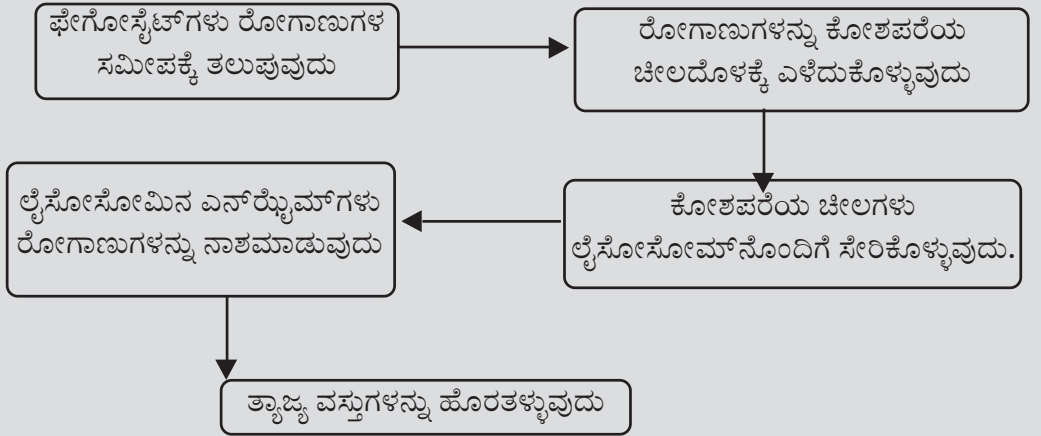 ಫೇಗೋಸೈಟ್‌ಗಳು ರೋಗಾಣುಗಳ
ಸಮೀಪಕ್ಕೆ ತಲುಪುವುದು
ರೋಗಾಣುಗಳನ್ನು ಕೋಶಪರೆಯ
ಚೀಲದೊಳಕ್ಕೆ ಎಳೆದುಕೊಳ್ಳುವುದು
ಕೋಶಪರೆಯ ಚೀಲಗಳು
ಲೈಸೋಸೋಮ್‌ನೊಂದಿಗೆ ಸೇರಿಕೊಳ್ಳುವುದು.
ಲೈಸೋಸೋಮಿನ ಎನ್‌ಝೈಮ್‌ಗಳು
ರೋಗಾಣುಗಳನ್ನು ನಾಶಮಾಡುವುದು
ತ್ಯಾಜ್ಯ ವಸ್ತುಗಳನ್ನು ಹೊರತಳ್ಳುವುದು